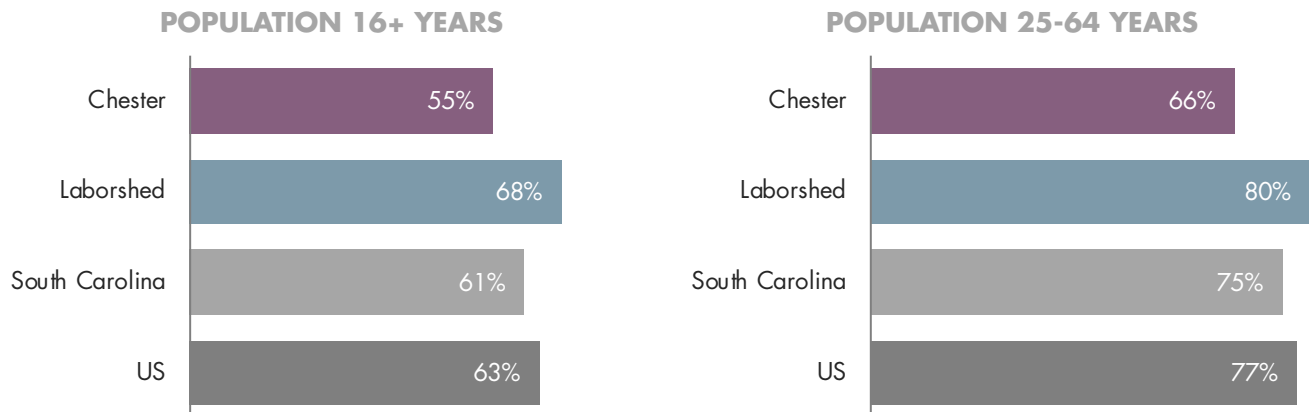 POPULATION 16+ YEARS
Chester 55%
Laborshed 68%
South Carolina 61%
US 63%
POPULATION 25-64 YEARS
Chester 66%
Laborshed 80%
South Carolina 75%
US 77%